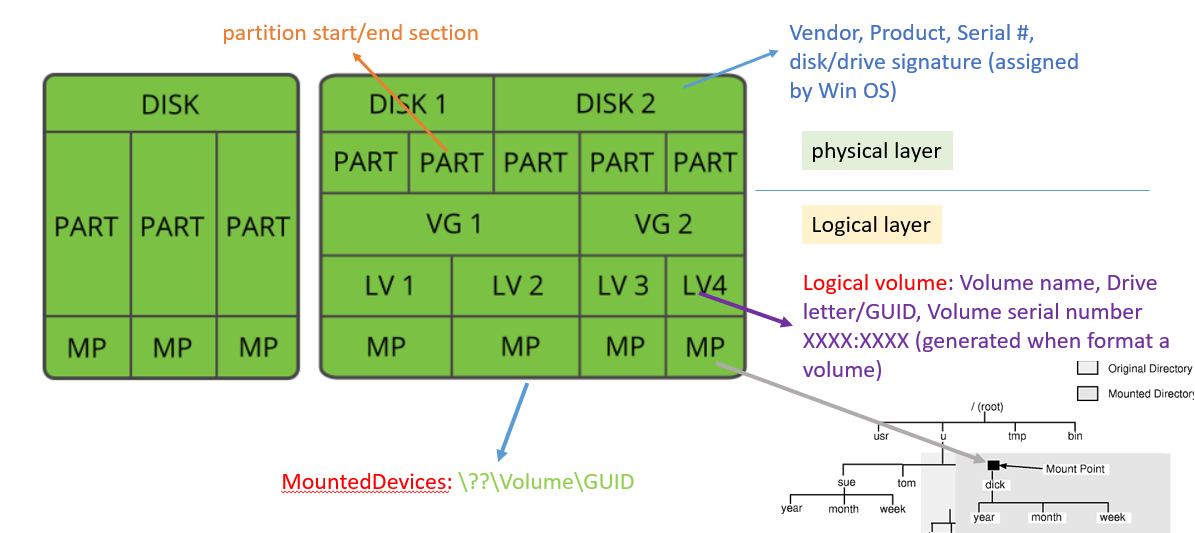 partition start/end section
Vendor, Product, Serial #,
disk/drive signature (assigned
by Win OS)
DISK
DISK 1
DISK 2
PART
PART
PART
PART
PART
physical layer
PART
PART
PART
VG 1
VG 2
Logical layer
LV 1
LV 2
LV 3
LV4
Logical volume: Volume name, Drive
letter/GUID, Volume serial number
XXXX:XXXX (generated when format a
volume)
MP
MP
MP
MP
MP
MP
MP
Original Directory
Mounted Directory
/ (root)
usr
u
tmp
bin
MountedDevices: \??\Volume\GUID
sue
tom
Mount Point
dick
year
month
week
year
month
week